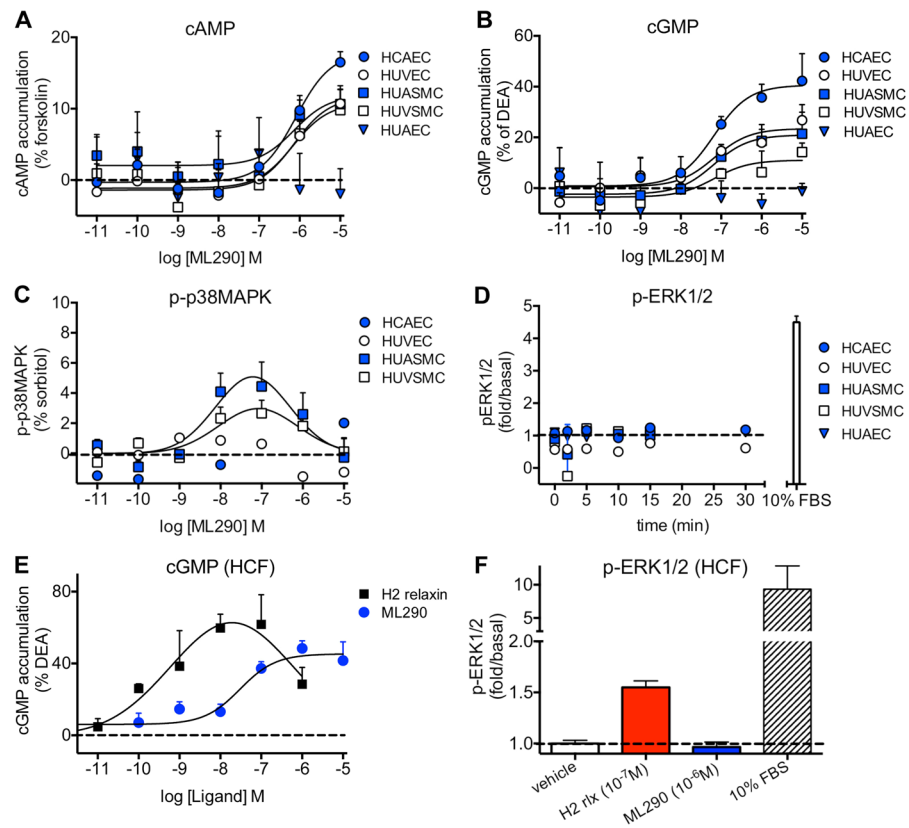 A
cAMP
cAMP accumulation
(% forskolin)
20
10
0
-11 -10 -9 -8 -7 -6 -5
log [ML290] M
HCAEC
HUVEC
HUASMC
HUVSMC
HUAEC
B
cGMP
cGMP accumulation
(% of DEA)
60
40
20
0
-11 -10 -9 -8 -7 -6 -5
log [ML290] M
HCAEC
HUVEC
HUASMC
HUVSMC
HUAEC
C
p-p38MAPK
p-p38MAPK
(% sorbitol)
10
8
6
4
2
0
-11 -10 -9 -8 -7 -6 -5
log [ML290] M
HCAEC
HUVEC
HUASMC
HUVSMC
D
p-ERK1/2
pERK1/2
(fold/basal)
5
4
3
2
1
0
0 5 10 15 20 25 30 10% FBS
time (min)
HCAEC
HUVEC
HUASMC
HUVSMC
HUAEC
E
cGMP (HCF)
cGMP accumulation
(% DEA)
80
40
0
-11 -10 -9 -8 -7 -6 -5
log [Ligand] M
H2 relaxin
ML290
F
p-ERK1/2 (HCF)
p-ERK1/2
(fold/basal)
10
5
2.0
1.5
1.0
vehicle
H2 rlx (10⁻⁷M)
ML290 (10⁻⁶M)
10% FBS